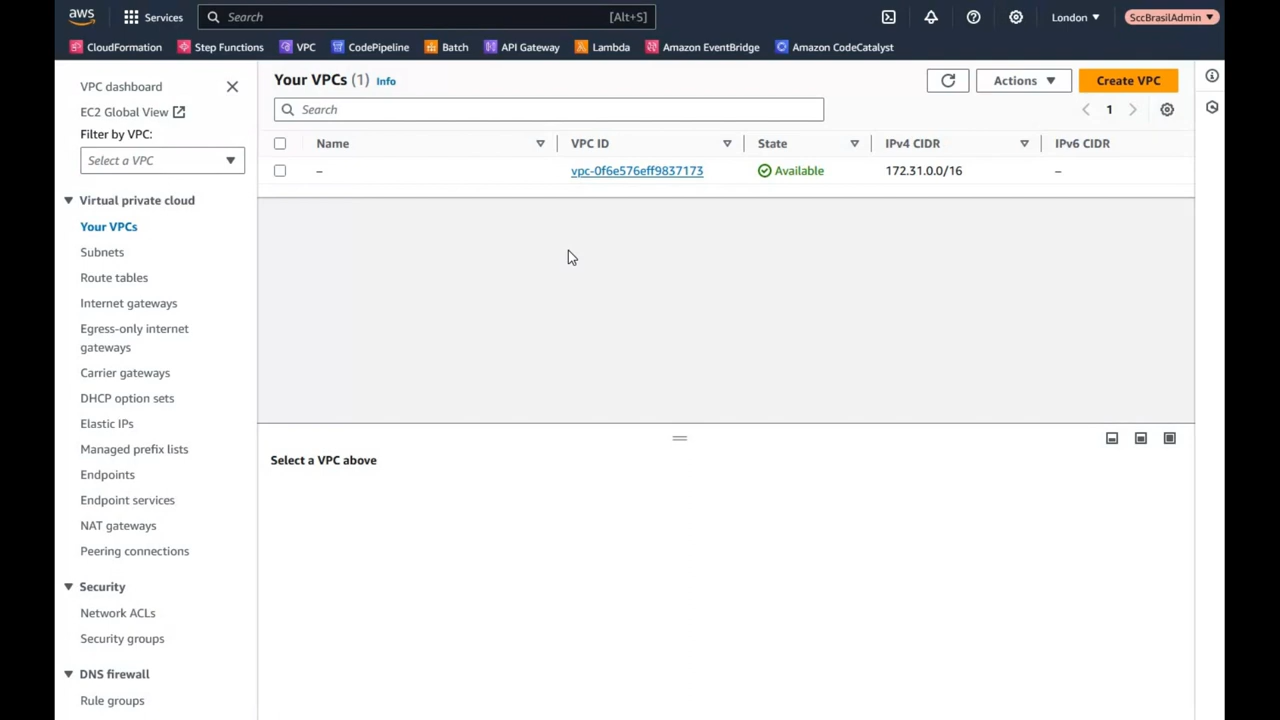 aws
Services
Search [Alt+S]
London
SccBrasilAdmin
CloudFormation Step Functions VPC CodePipeline Batch API Gateway Lambda Amazon EventBridge Amazon CodeCatalyst
VPC dashboard
EC2 Global View
Filter by VPC:
Select a VPC
Virtual private cloud
Your VPCs
Subnets
Route tables
Internet gateways
Egress-only internet
gateways
Carrier gateways
DHCP option sets
Elastic IPs
Managed prefix lists
Endpoints
Endpoint services
NAT gateways
Peering connections
Security
Network ACLs
Security groups
DNS firewall
Rule groups
Your VPCs (1) Info
Actions
Create VPC
Search
1
Name VPC ID State IPv4 CIDR IPv6 CIDR
– vpc-0f6e576eff9837173 Available 172.31.0.0/16 –
Select a VPC above